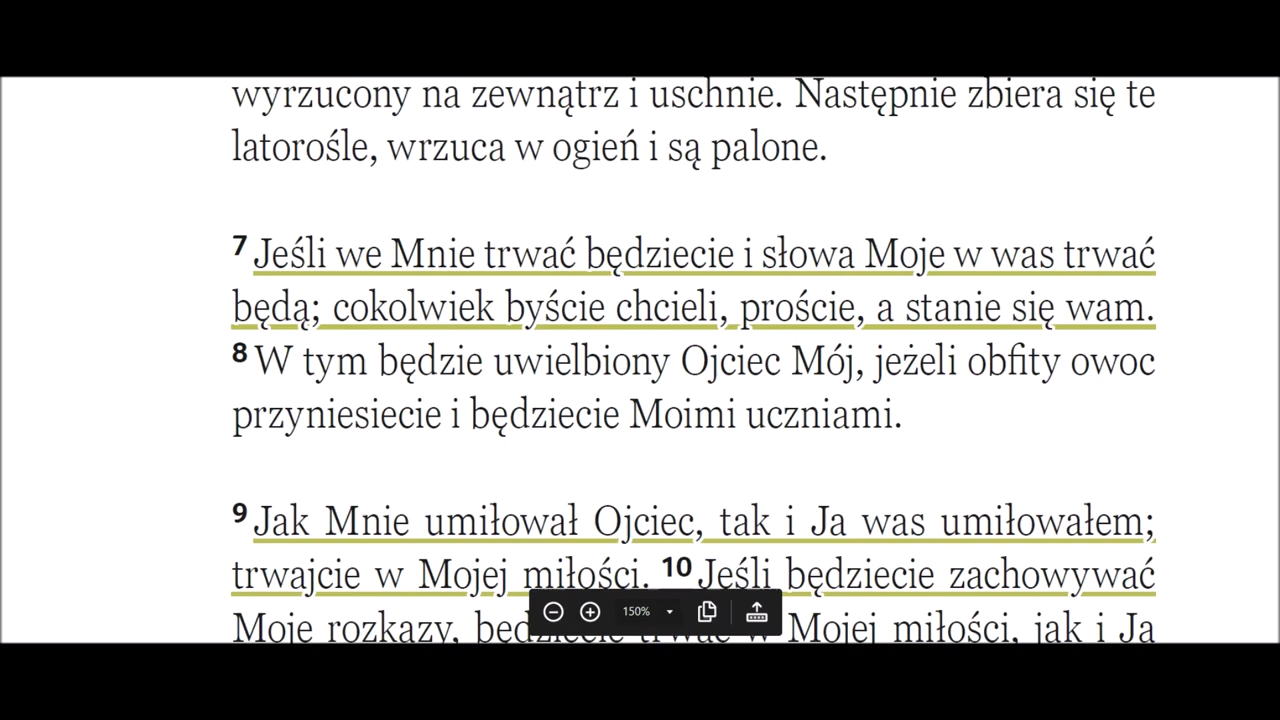 wyrzucony na zewnątrz i uschnie. Następnie zbiera się te
latorośle, wrzuca w ogień i są palone.
7 Jeśli we Mnie trwać będziecie i słowa Moje w was trwać
będą; cokolwiek byście chcieli, proście, a stanie się wam.
8 W tym będzie uwielbiony Ojciec Mój, jeżeli obfity owoc
przyniesiecie i będziecie Moimi uczniami.
9 Jak Mnie umiłował Ojciec, tak i Ja was umiłowałem;
trwajcie w Mojej miłości. 10 Jeśli będziecie zachowywać
Moje rozkazy, będziecie trwać w Mojej miłości, jak i Ja
150%